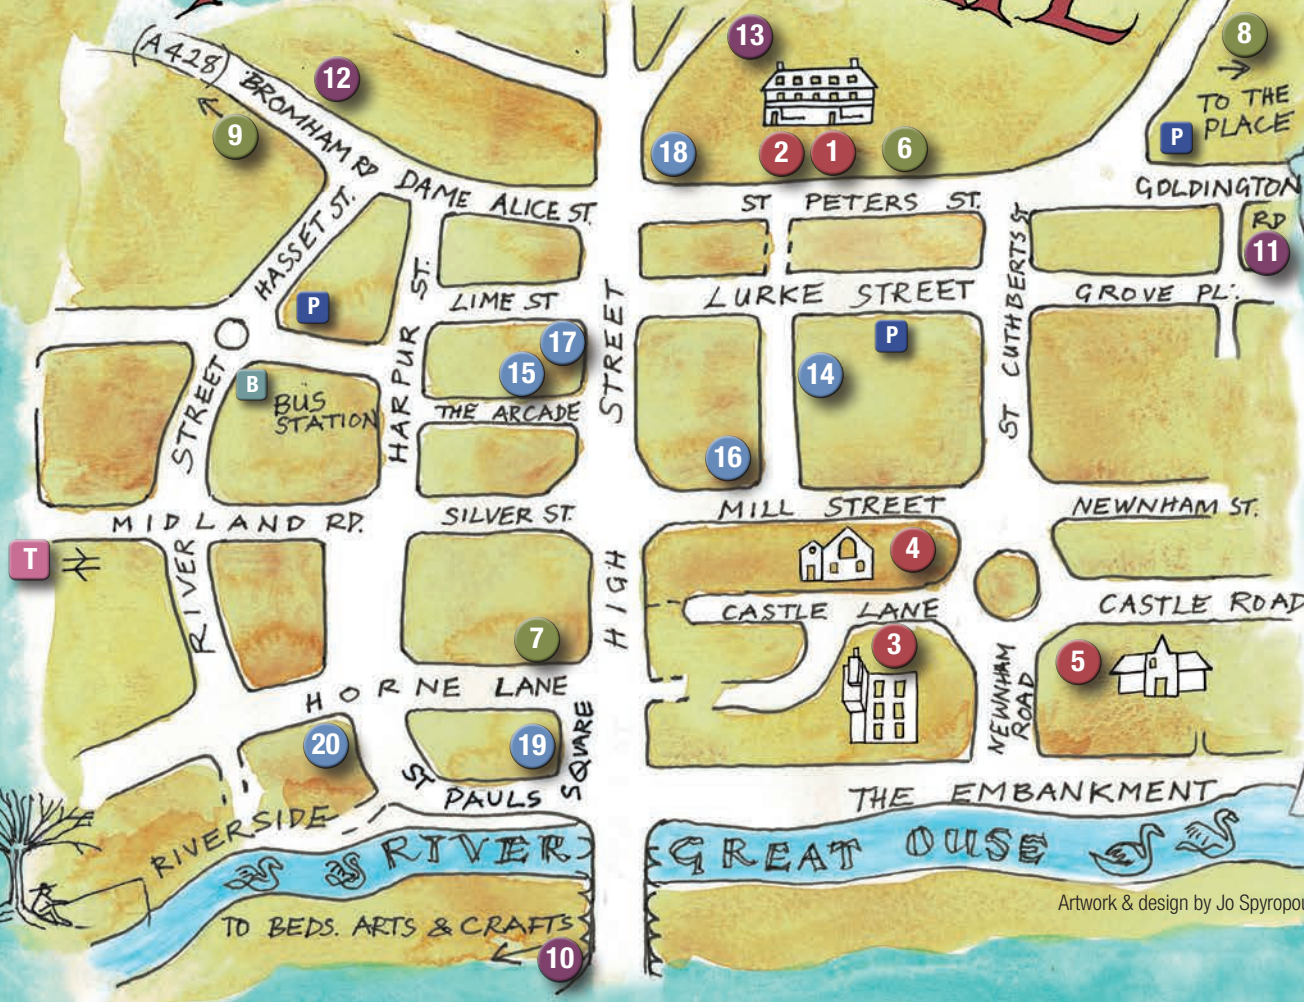 13
8
TO THE
PLACE
P
(A428)
BROMHAM RD
12
9
18
2
1
6
DAME ALICE ST.
ST PETERS ST.
GOLDINGTON
RD
11
HASSET ST.
P
HARPUR ST.
LIME ST
LURKE STREET
ST CUTHBERTS ST
GROVE PL.
17
15
P
14
B
BUS
STATION
THE ARCADE
16
HIGH STREET
RIVER STREET
MIDLAND RD.
SILVER ST.
MILL STREET
NEWNHAM ST.
T
4
CASTLE LANE
CASTLE ROAD
7
3
5
NEWNHAM
ROAD
HORNE LANE
20
19
ST PAULS SQUARE
THE EMBANKMENT
RIVERSIDE
RIVER GREAT OUSE
TO BEDS. ARTS & CRAFTS
10
Artwork & design by Jo